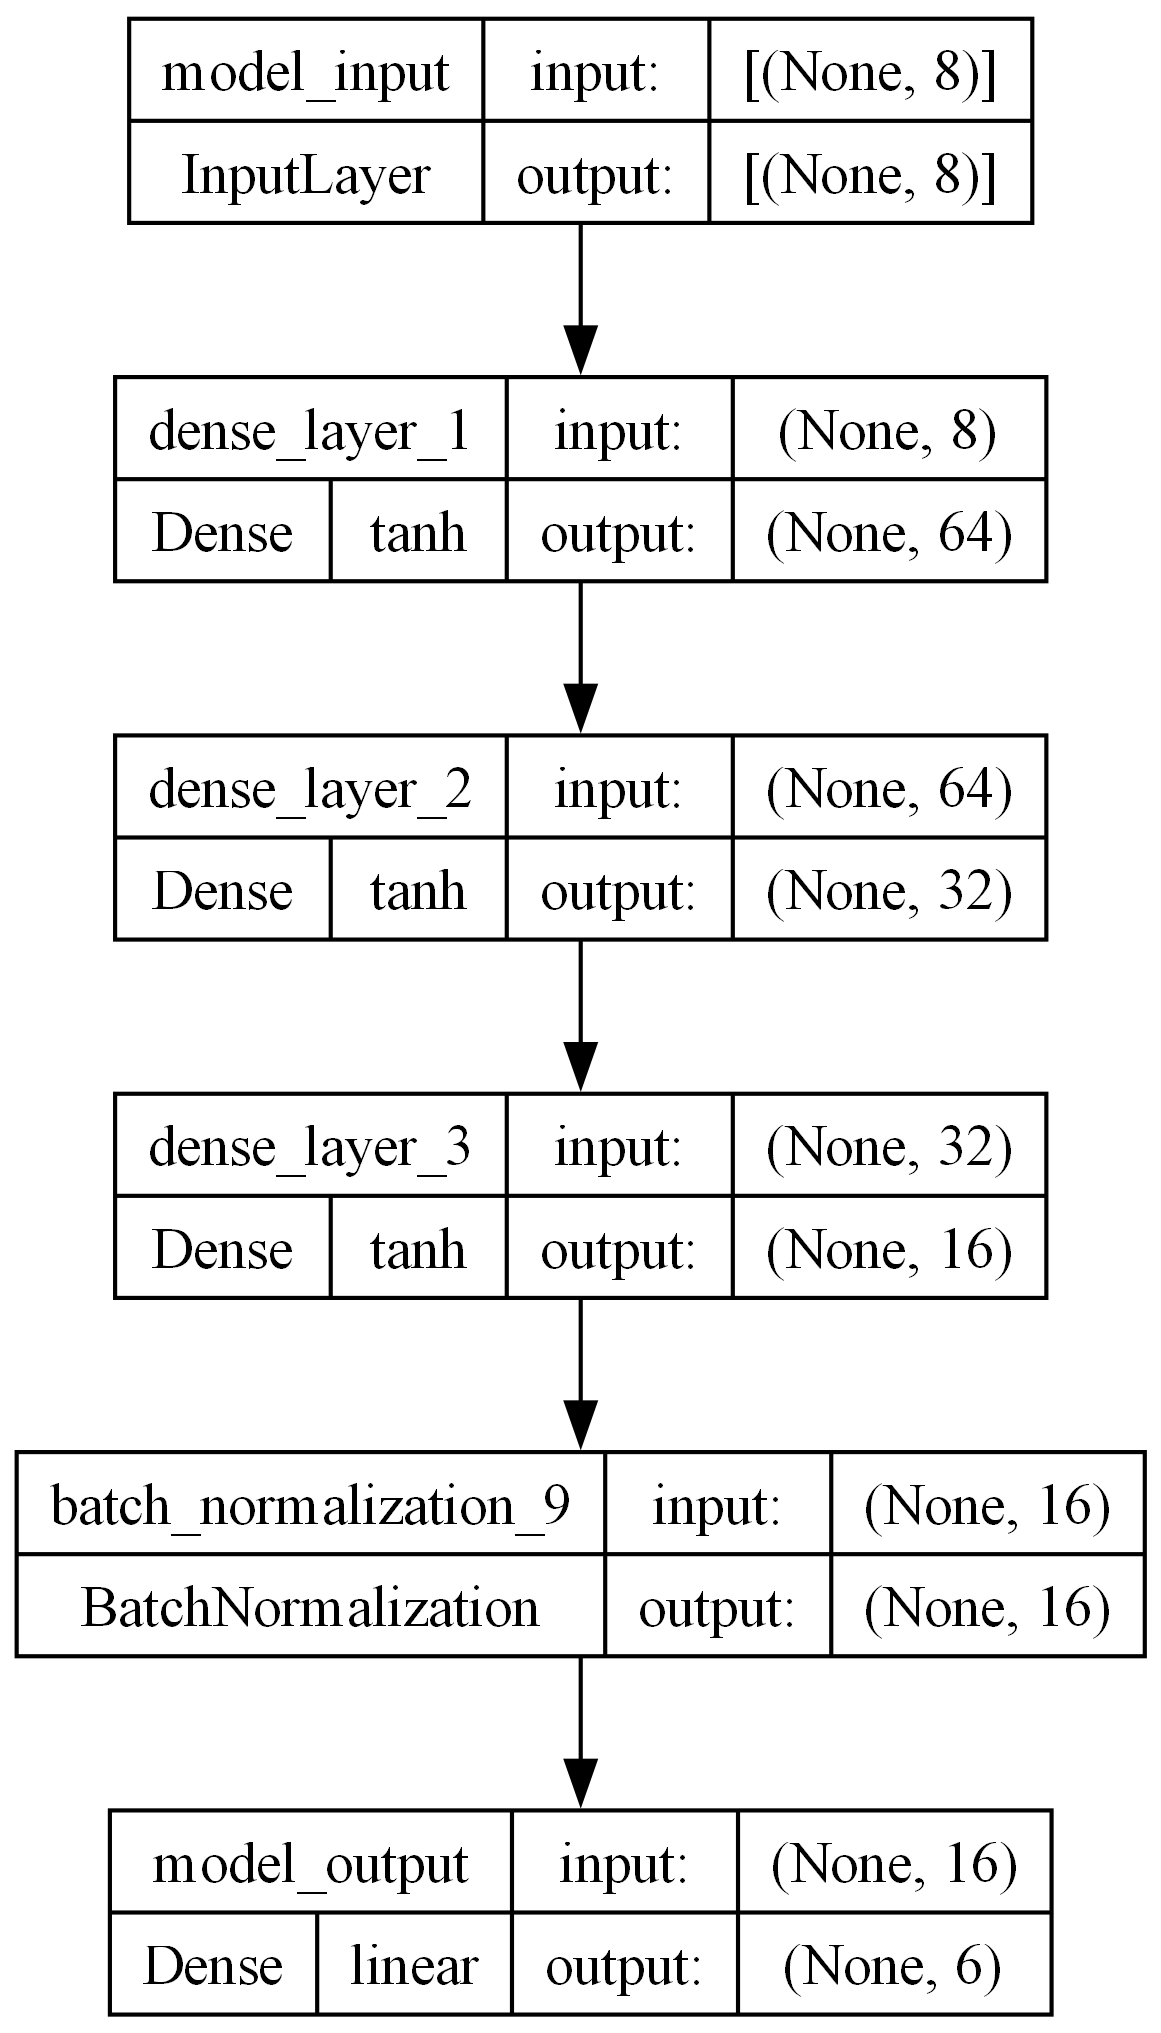 model_input input: [(None, 8)]
InputLayer output: [(None, 8)]
dense_layer_1 input: (None, 8)
Dense tanh output: (None, 64)
dense_layer_2 input: (None, 64)
Dense tanh output: (None, 32)
dense_layer_3 input: (None, 32)
Dense tanh output: (None, 16)
batch_normalization_9 input: (None, 16)
BatchNormalization output: (None, 16)
model_output input: (None, 16)
Dense linear output: (None, 6)